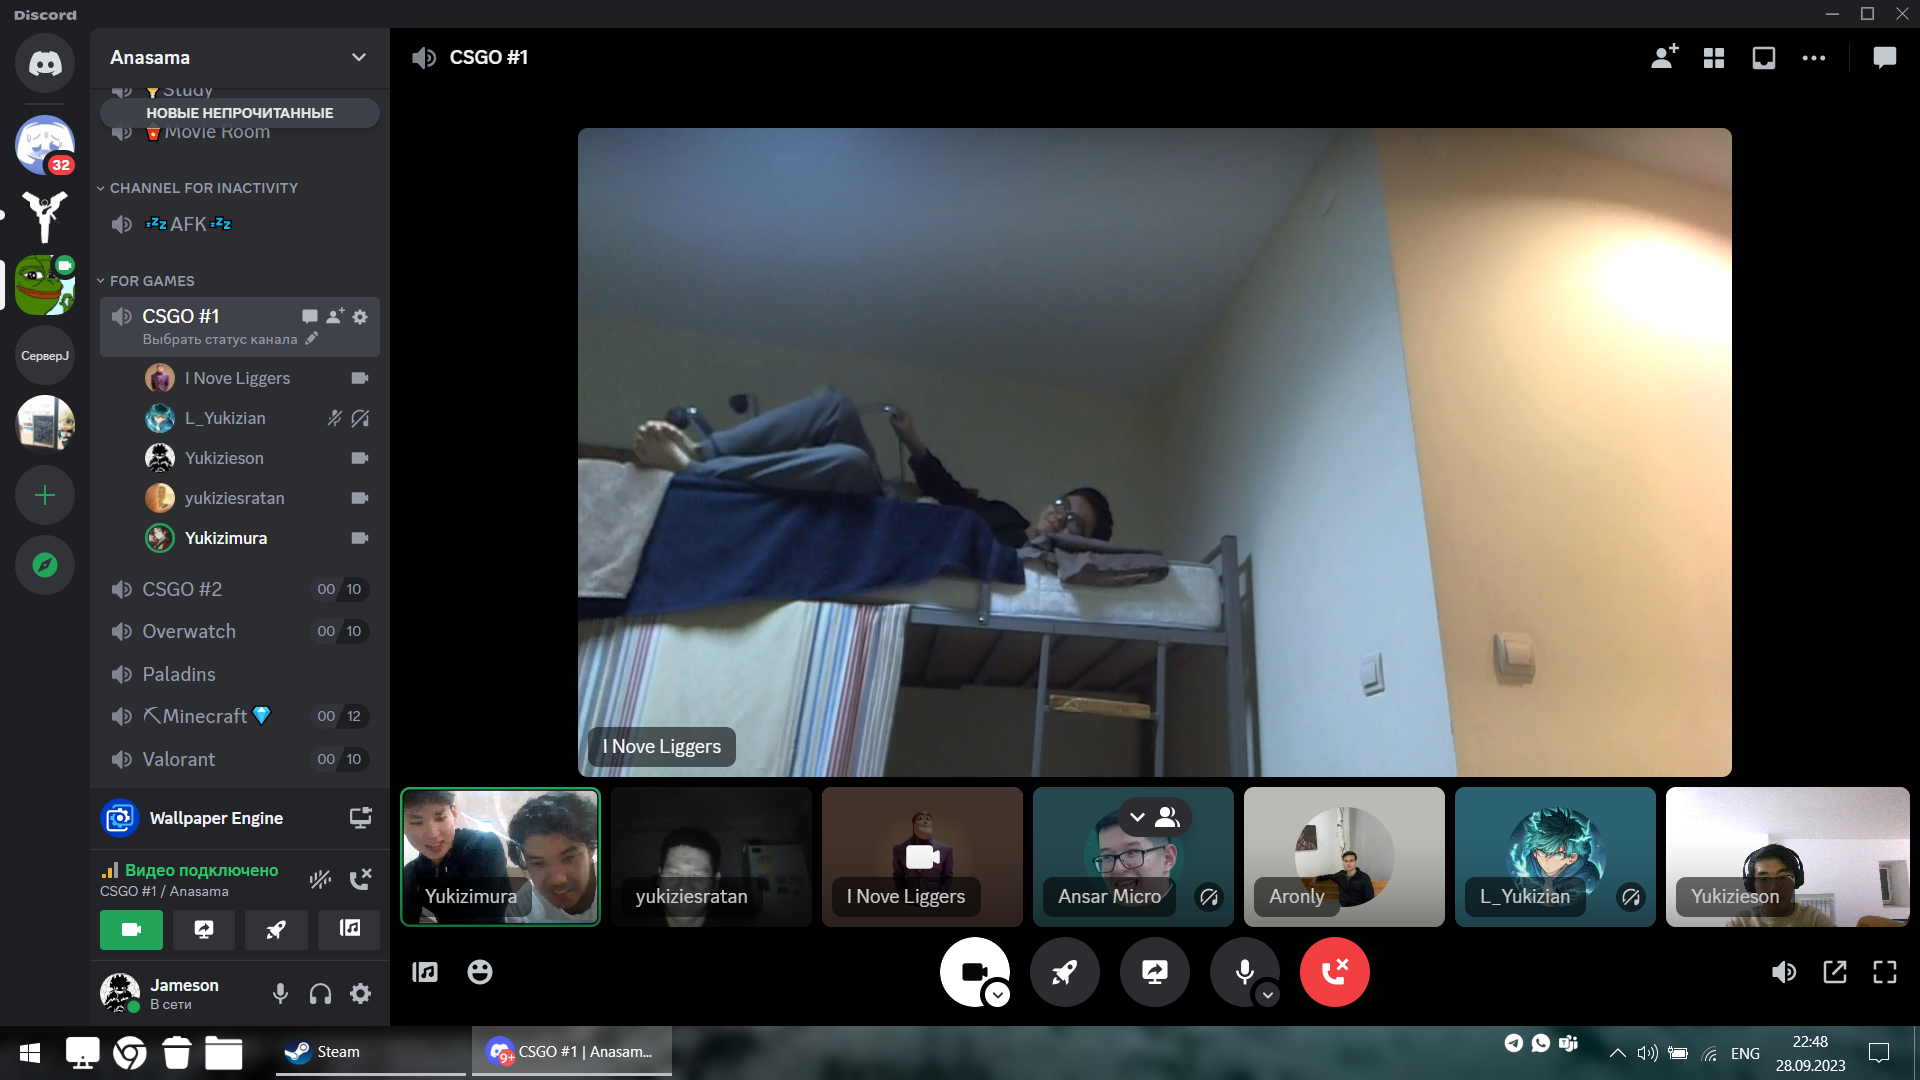 Discord
Anasama
Study
НОВЫЕ НЕПРОЧИТАННЫЕ
Movie Room
CHANNEL FOR INACTIVITY
AFK
FOR GAMES
CSGO #1
Выбрать статус канала
I Nove Liggers
L_Yukizian
Yukizieson
yukiziesratan
Yukizimura
CSGO #2 00 10
Overwatch 00 10
Paladins
Minecraft 00 12
Valorant 00 10
Wallpaper Engine
Видео подключено
CSGO #1 / Anasama
Jameson
В сети
32
СерверJ
CSGO #1
I Nove Liggers
Yukizimura
yukiziesratan
I Nove Liggers
Ansar Micro
Aronly
L_Yukizian
Yukizieson
Steam
9+
CSGO #1 | Anasam...
ENG
22:48
28.09.2023